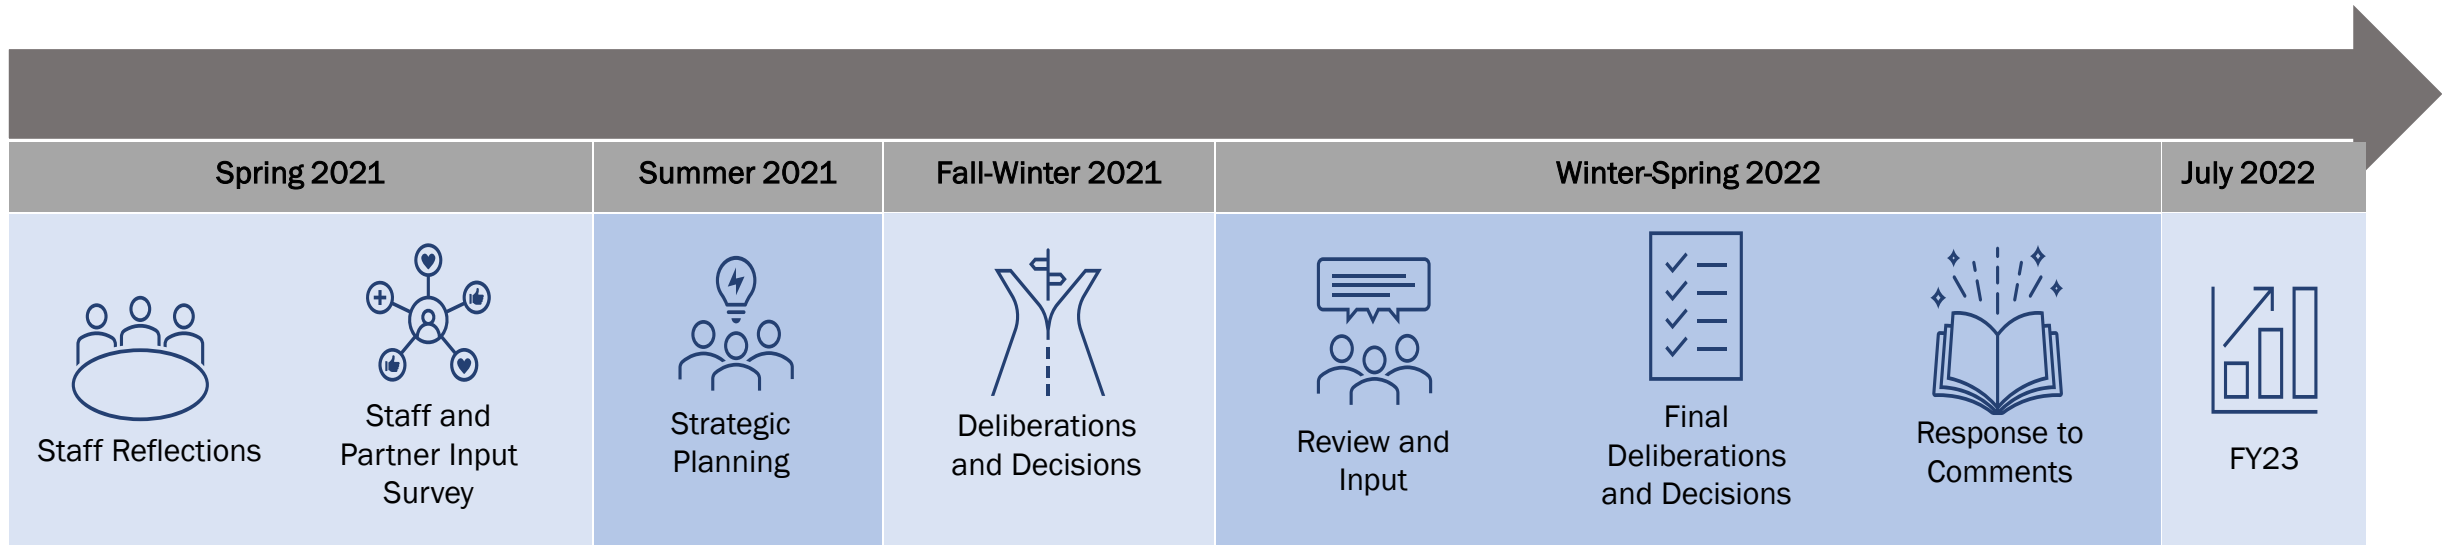 Spring 2021
Summer 2021
Fall-Winter 2021
Winter-Spring 2022
July 2022
Staff Reflections
Staff and
Partner Input
Survey
Strategic
Planning
Deliberations
and Decisions
Review and
Input
Final
Deliberations
and Decisions
Response to
Comments
FY23